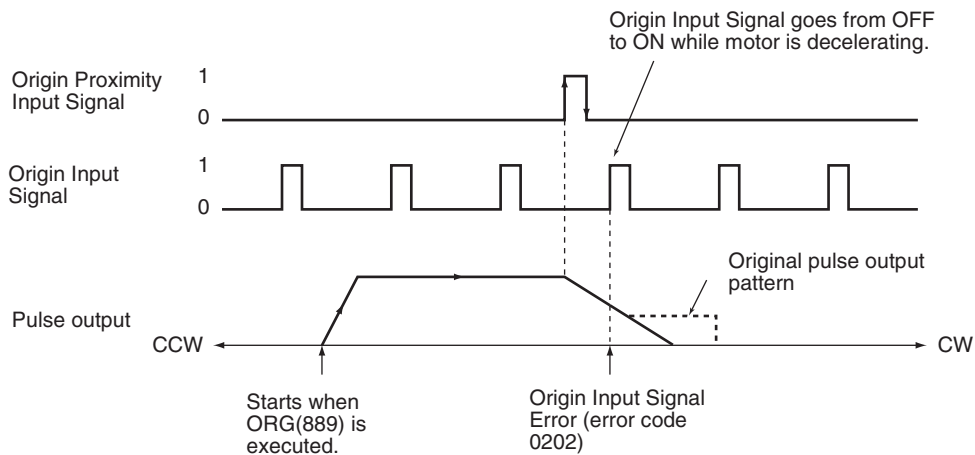 Origin Input Signal goes from OFF
to ON while motor is decelerating.
Origin Proximity
Input Signal
1
0
Origin Input
Signal
1
0
Original pulse output
pattern
Pulse output
CCW
CW
Starts when
ORG(889) is
executed.
Origin Input Signal
Error (error code
0202)